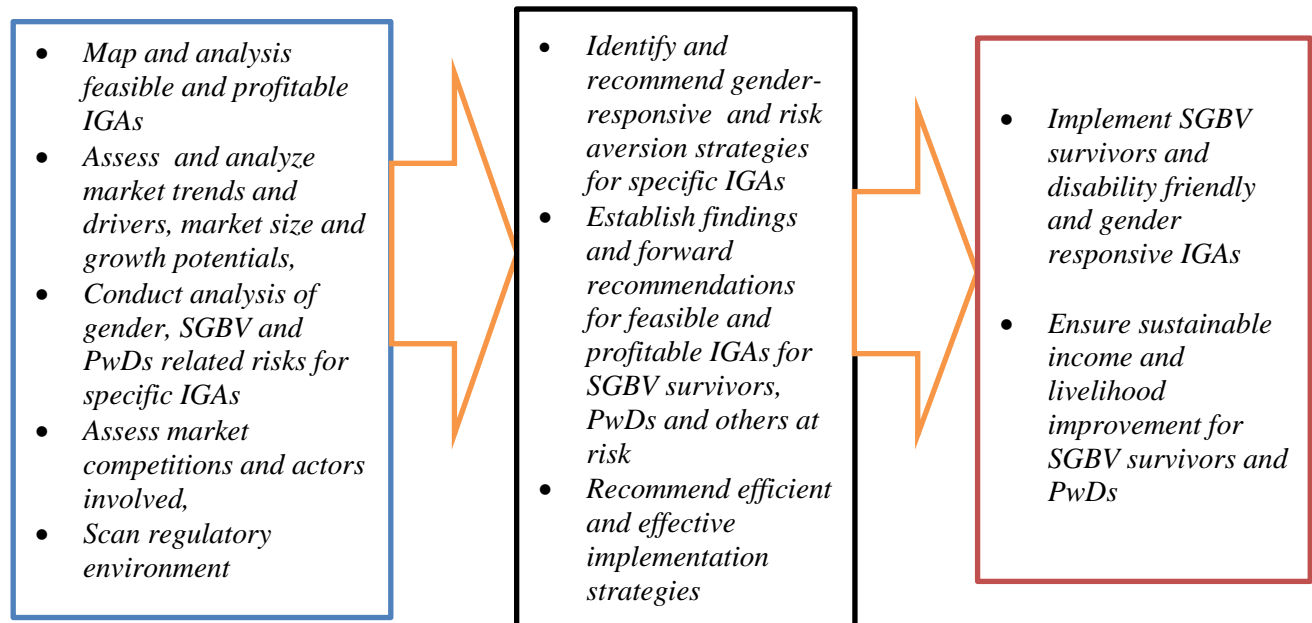 • Map and analysis
feasible and profitable
IGAs
• Assess and analyze
market trends and
drivers, market size and
growth potentials,
• Conduct analysis of
gender, SGBV and
PwDs related risks for
specific IGAs
• Assess market
competitions and actors
involved,
• Scan regulatory
environment
• Identify and
recommend gender-
responsive and risk
aversion strategies
for specific IGAs
• Establish findings
and forward
recommendations
for feasible and
profitable IGAs for
SGBV survivors,
PwDs and others at
risk
• Recommend efficient
and effective
implementation
strategies
• Implement SGBV
survivors and
disability friendly
and gender
responsive IGAs
• Ensure sustainable
income and
livelihood
improvement for
SGBV survivors and
PwDs